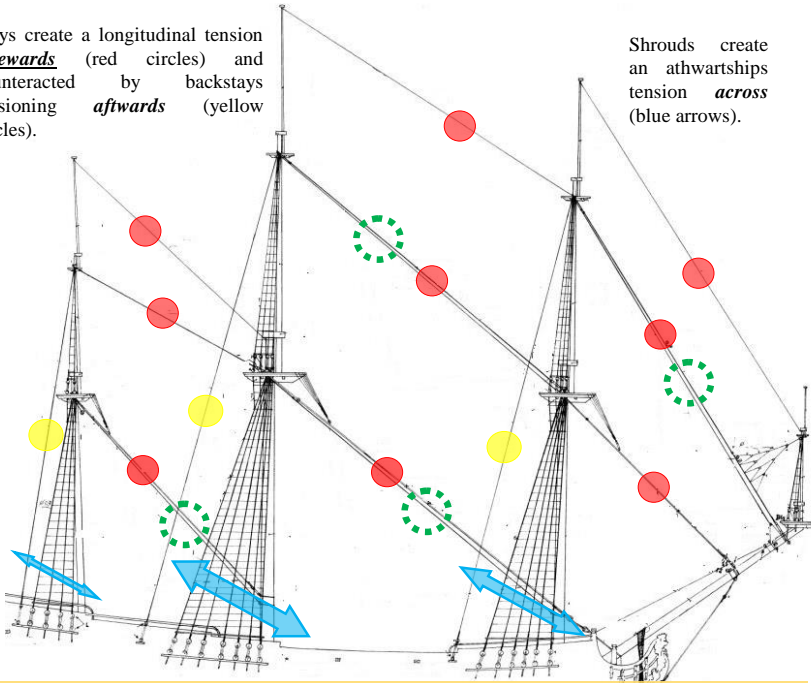 ys create a longitudinal tension
ewards (red circles) and
interacted by backstays
sioning aftwards (yellow
cles).
Shrouds create
an athwartships
tension across
(blue arrows).